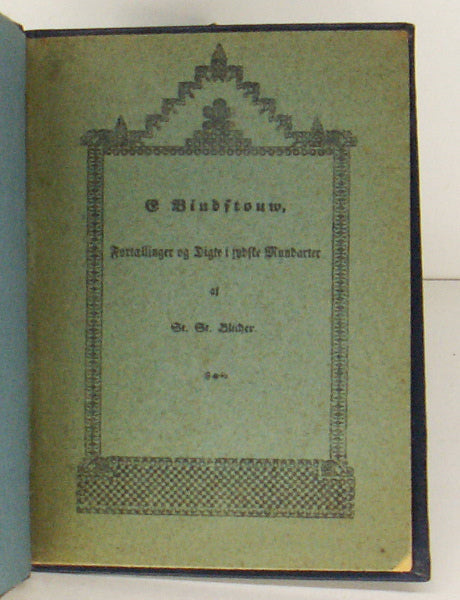 E Bindstouw,
Fortællinger og Digte i jydske Mundarter
af
St. St. Blicher.